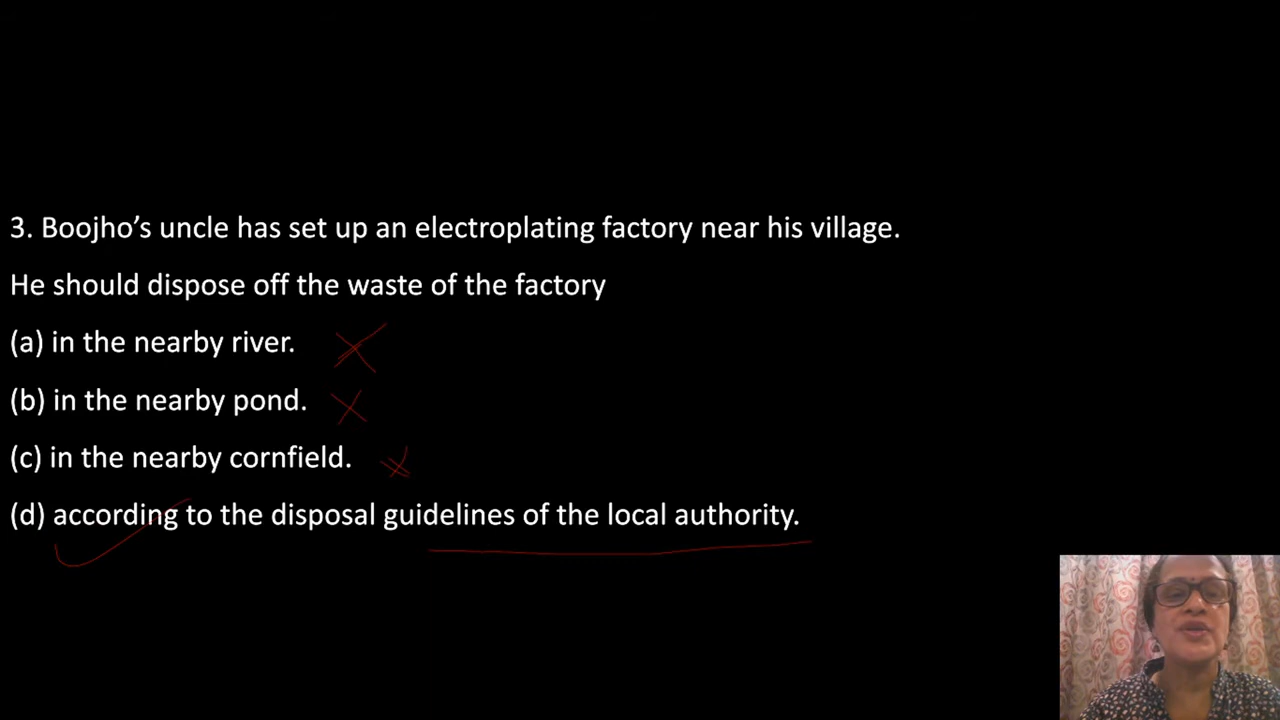 3. Boojho’s uncle has set up an electroplating factory near his village.
He should dispose off the waste of the factory
(a) in the nearby river.
(b) in the nearby pond.
(c) in the nearby cornfield.
(d) according to the disposal guidelines of the local authority.